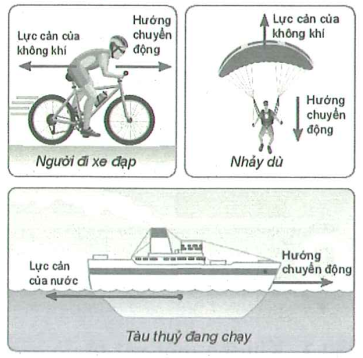 Lực cản của
không khí
Hướng
chuyển
động
Người đi xe đạp
Lực cản của
không khí
Hướng
chuyển
động
Nhảy dù
Lực cản
của nước
Hướng
chuyển động
Tàu thuỷ đang chạy